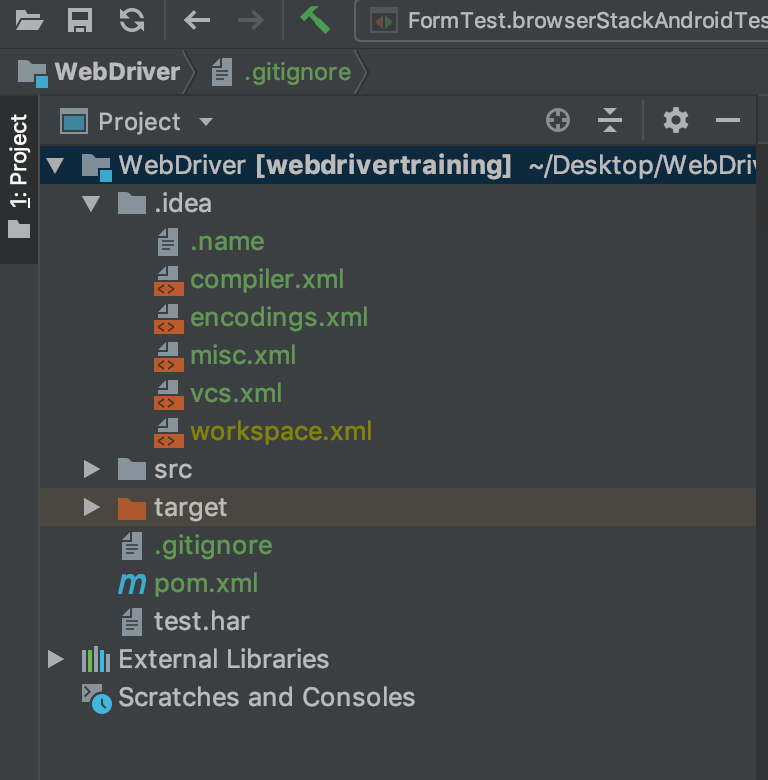 FormTest.browserStackAndroidTes
WebDriver .gitignore
1: Project
Project
WebDriver [webdrivertraining] ~/Desktop/WebDriv
.idea
.name
compiler.xml
encodings.xml
misc.xml
vcs.xml
workspace.xml
src
target
.gitignore
pom.xml
test.har
External Libraries
Scratches and Consoles